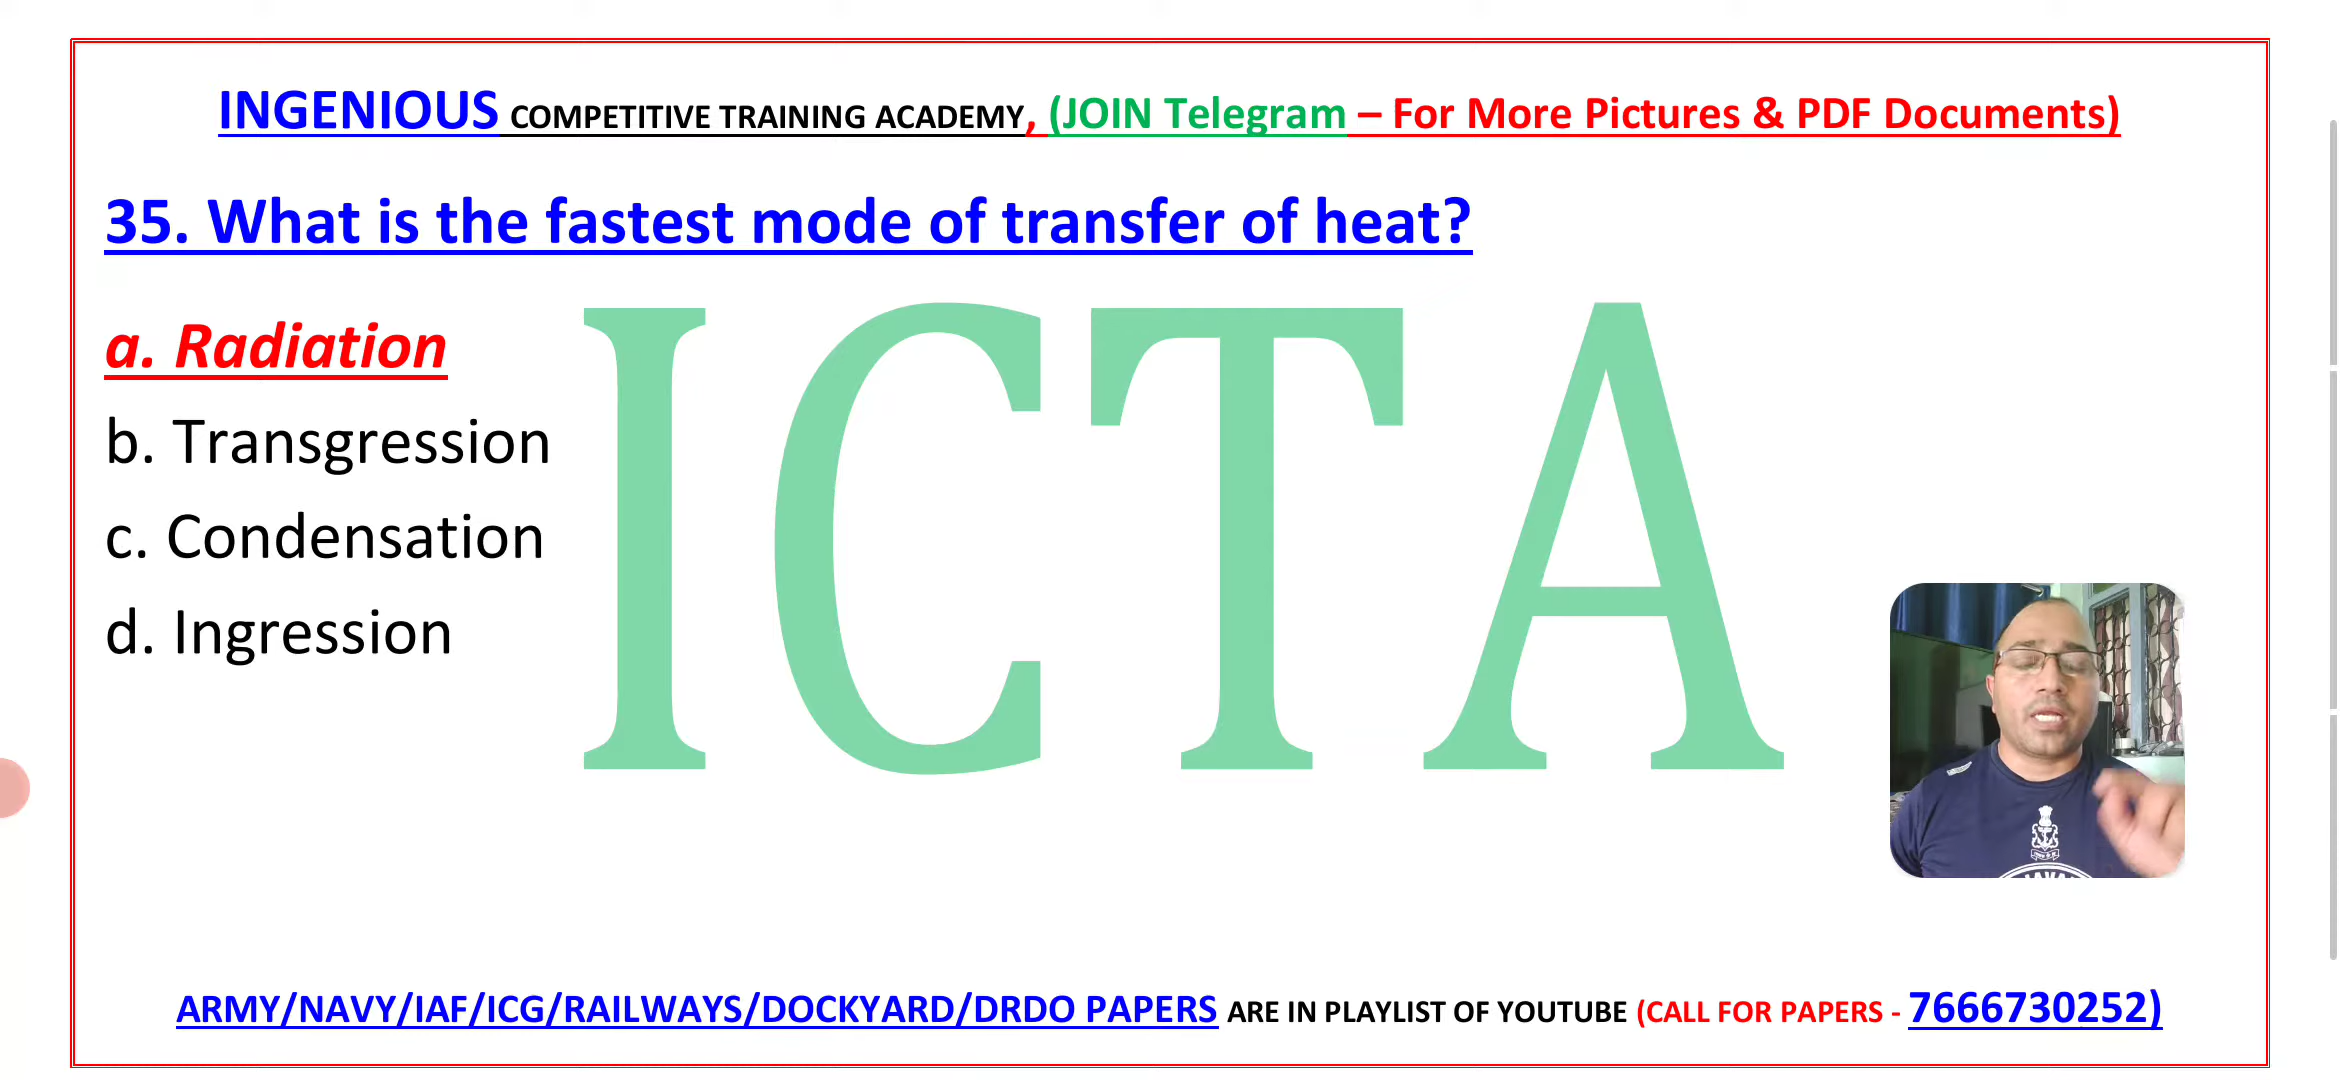 INGENIOUS COMPETITIVE TRAINING ACADEMY, (JOIN Telegram – For More Pictures & PDF Documents)
35. What is the fastest mode of transfer of heat?
a. Radiation
b. Transgression
c. Condensation
d. Ingression
ICTA
ARMY/NAVY/IAF/ICG/RAILWAYS/DOCKYARD/DRDO PAPERS ARE IN PLAYLIST OF YOUTUBE (CALL FOR PAPERS - 7666730252)